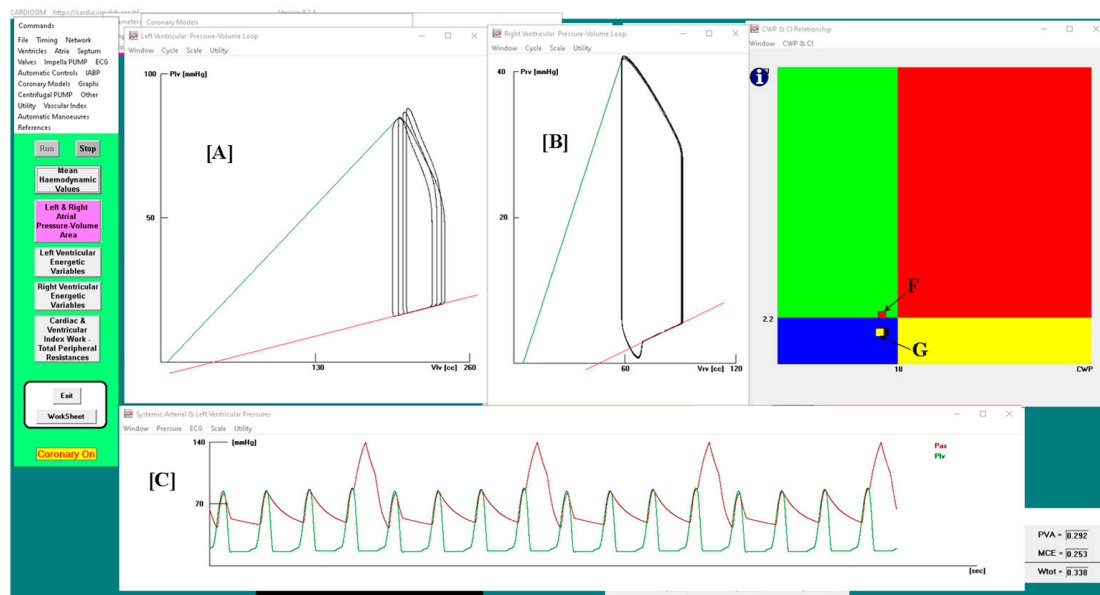 CARDIOSIM
Commands
File Timing Network
Ventricles Atria Septum
Valves Impella PUMP ECG
Automatic Controls IABP
Coronary Models Graphi
Centrifugal PUMP Other
Utility Vascular Index
Automatic Manoeuvres
References
Run Stop
Mean
Haemodynamic
Values
Left & Right
Atrial
Pressure-Volume
Area
Left Ventricular
Energetic
Variables
Right Ventricular
Energetic
Variables
Cardiac &
Ventricular
Index Work -
Total Peripheral
Resistances
Exit
WorkSheet
Coronary On
Coronary Models
Left Ventricular Pressure-Volume Loop
Window Cycle Scale Utility
100 Plv [mmHg]
[A]
50
130 Vlv [cc] 260
Right Ventricular Pressure-Volume Loop
Window Cycle Scale Utility
40 Prv [mmHg]
[B]
20
60 Vrv [cc] 120
CWP & CI Relationship
Window CWP & CI
F
2.2
G
18 CWP
Systemic Arterial & Left Ventricular Pressures
Window Pressure ECG Scale Utility
140 [mmHg]
Pas
Plv
[C]
70
[sec]
PVA = 0.292
MCE = 0.253
Wtot = 0.338